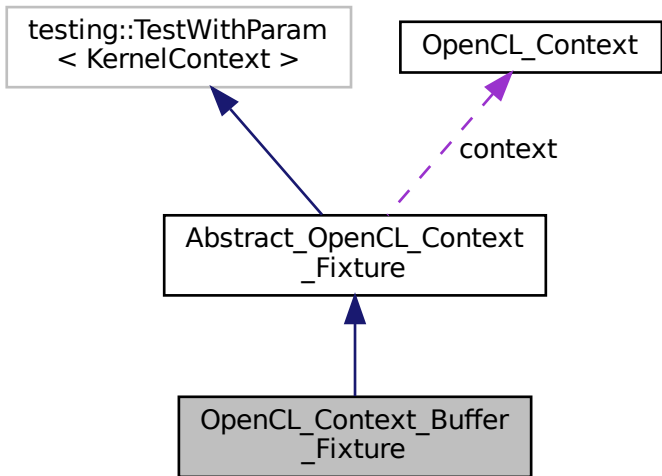 testing::TestWithParam
< KernelContext >
OpenCL_Context
context
Abstract_OpenCL_Context
_Fixture
OpenCL_Context_Buffer
_Fixture